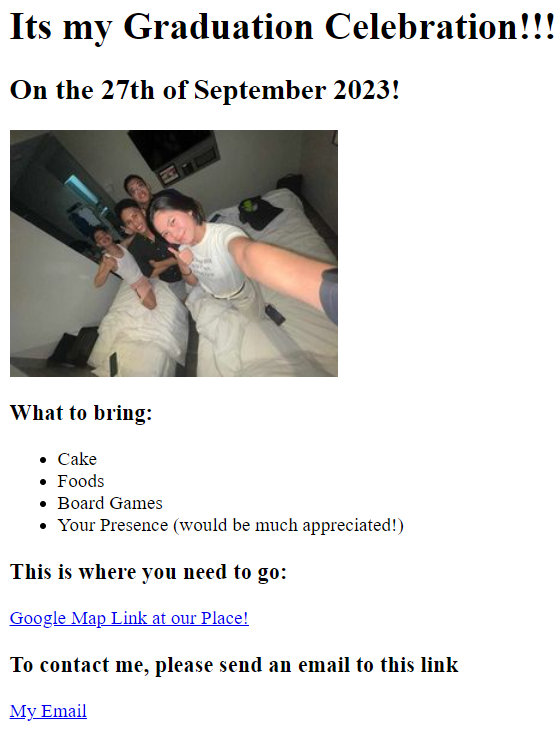 Its my Graduation Celebration!!!
On the 27th of September 2023!
What to bring:
Cake
Foods
Board Games
Your Presence (would be much appreciated!)
This is where you need to go:
Google Map Link at our Place!
To contact me, please send an email to this link
My Email